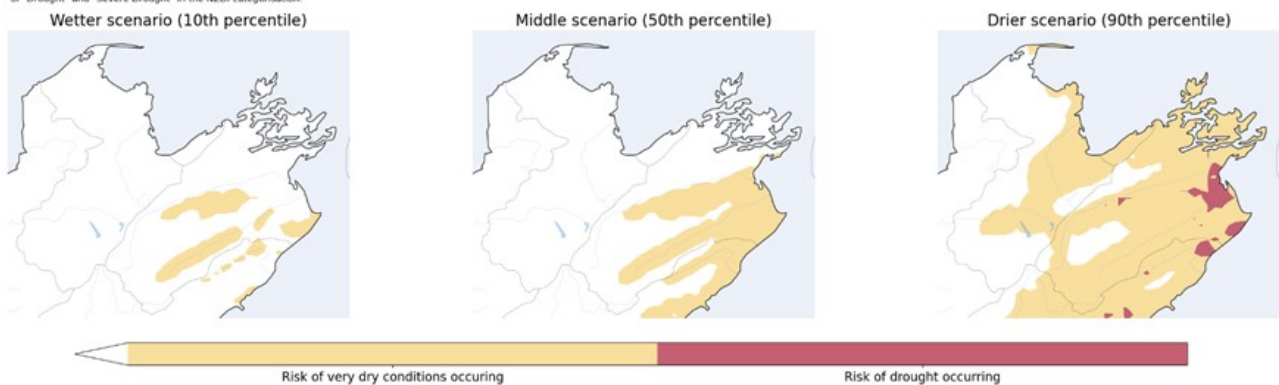 Wetter scenario (10th percentile)
Middle scenario (50th percentile)
Drier scenario (90th percentile)
Risk of very dry conditions occuring
Risk of drought occurring